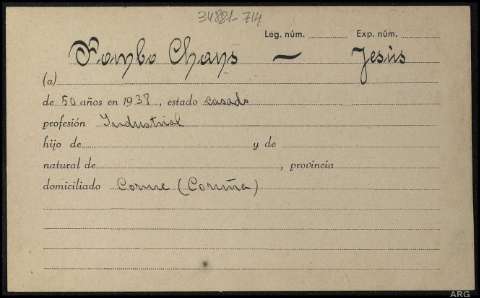 34881-714
Leg. núm. Exp. núm.
Pombo Chans — Jesús
(a)
de 50 años en 1937, estado casado
profesión Industrial
hijo de y de
natural de , provincia
domiciliado Corme (Coruña)
ARG